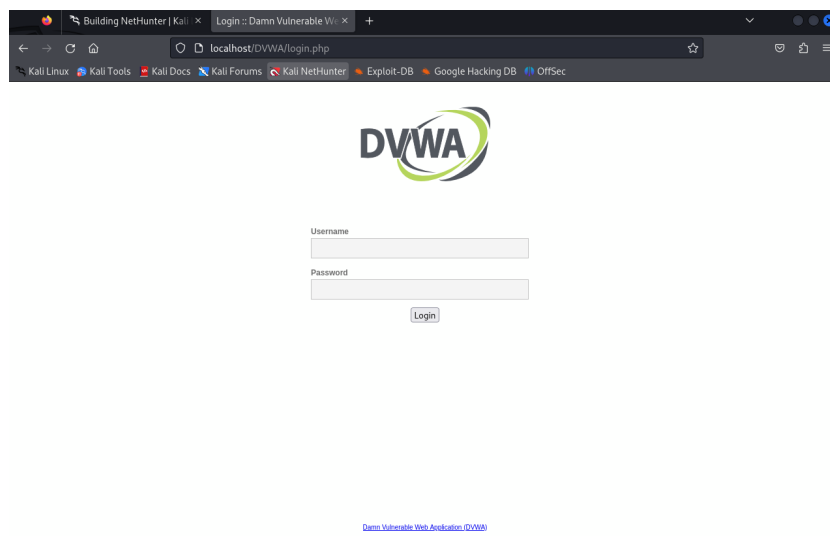 Building NetHunter | Kali Login :: Damn Vulnerable We
localhost/DVWA/login.php
Kali Linux Kali Tools Kali Docs Kali Forums Kali NetHunter Exploit-DB Google Hacking DB OffSec
DVWA
Username
Password
Login
Damn Vulnerable Web Application (DVWA)